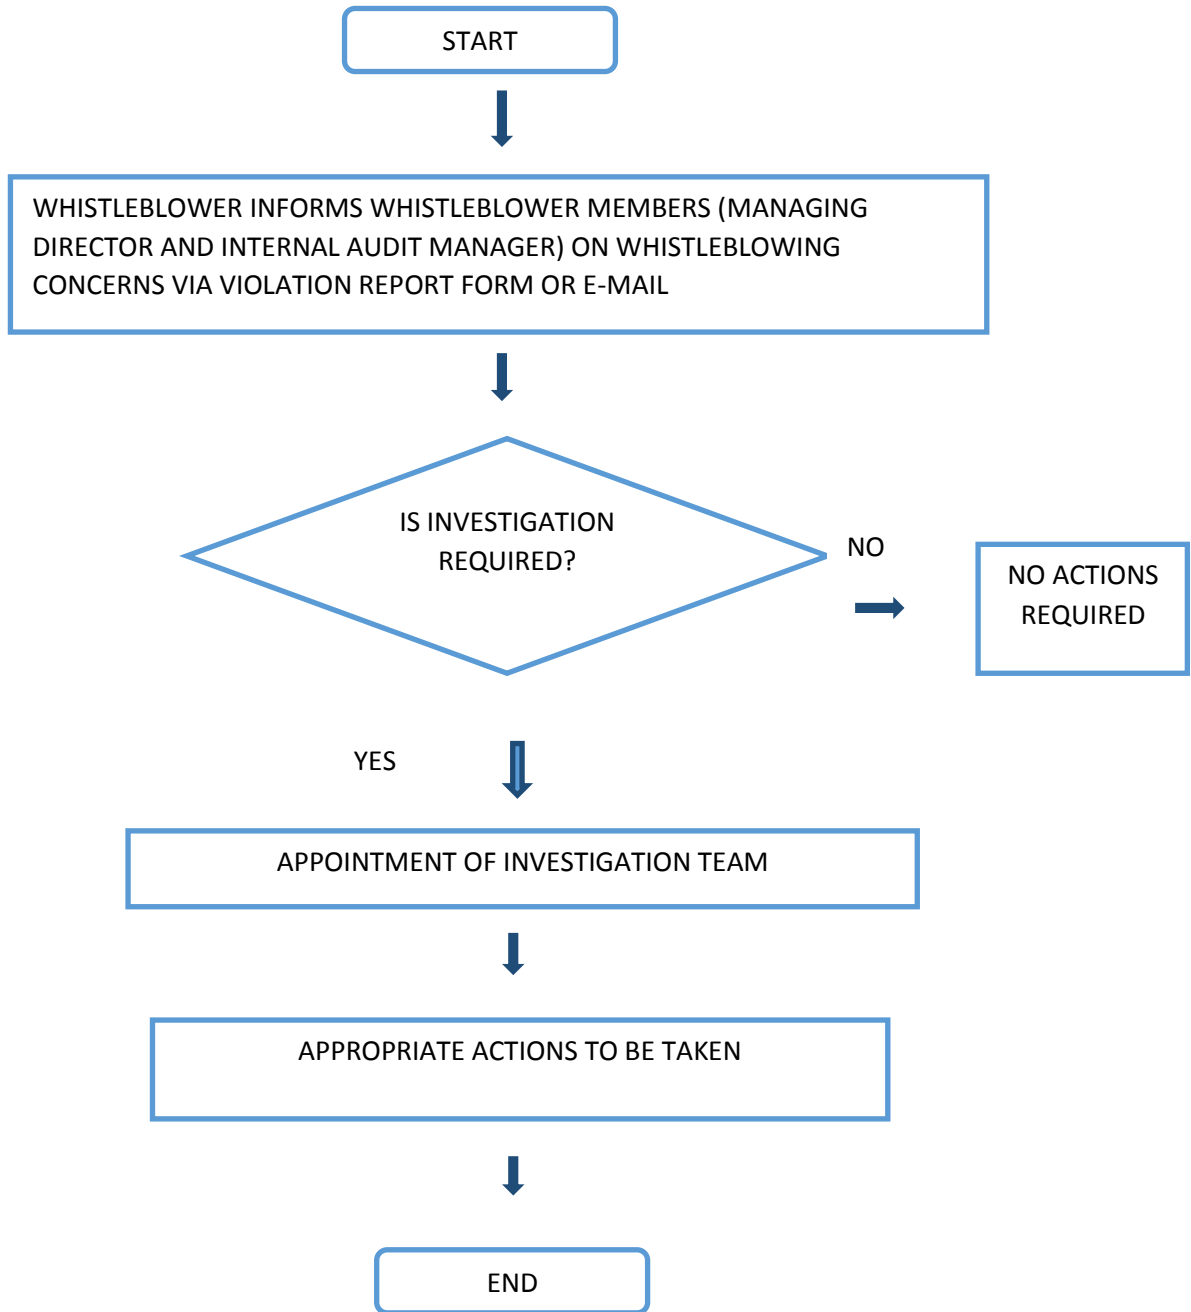 START
WHISTLEBLOWER INFORMS WHISTLEBLOWER MEMBERS (MANAGING
DIRECTOR AND INTERNAL AUDIT MANAGER) ON WHISTLEBLOWING
CONCERNS VIA VIOLATION REPORT FORM OR E-MAIL
IS INVESTIGATION
REQUIRED?
NO
NO ACTIONS
REQUIRED
YES
APPOINTMENT OF INVESTIGATION TEAM
APPROPRIATE ACTIONS TO BE TAKEN
END